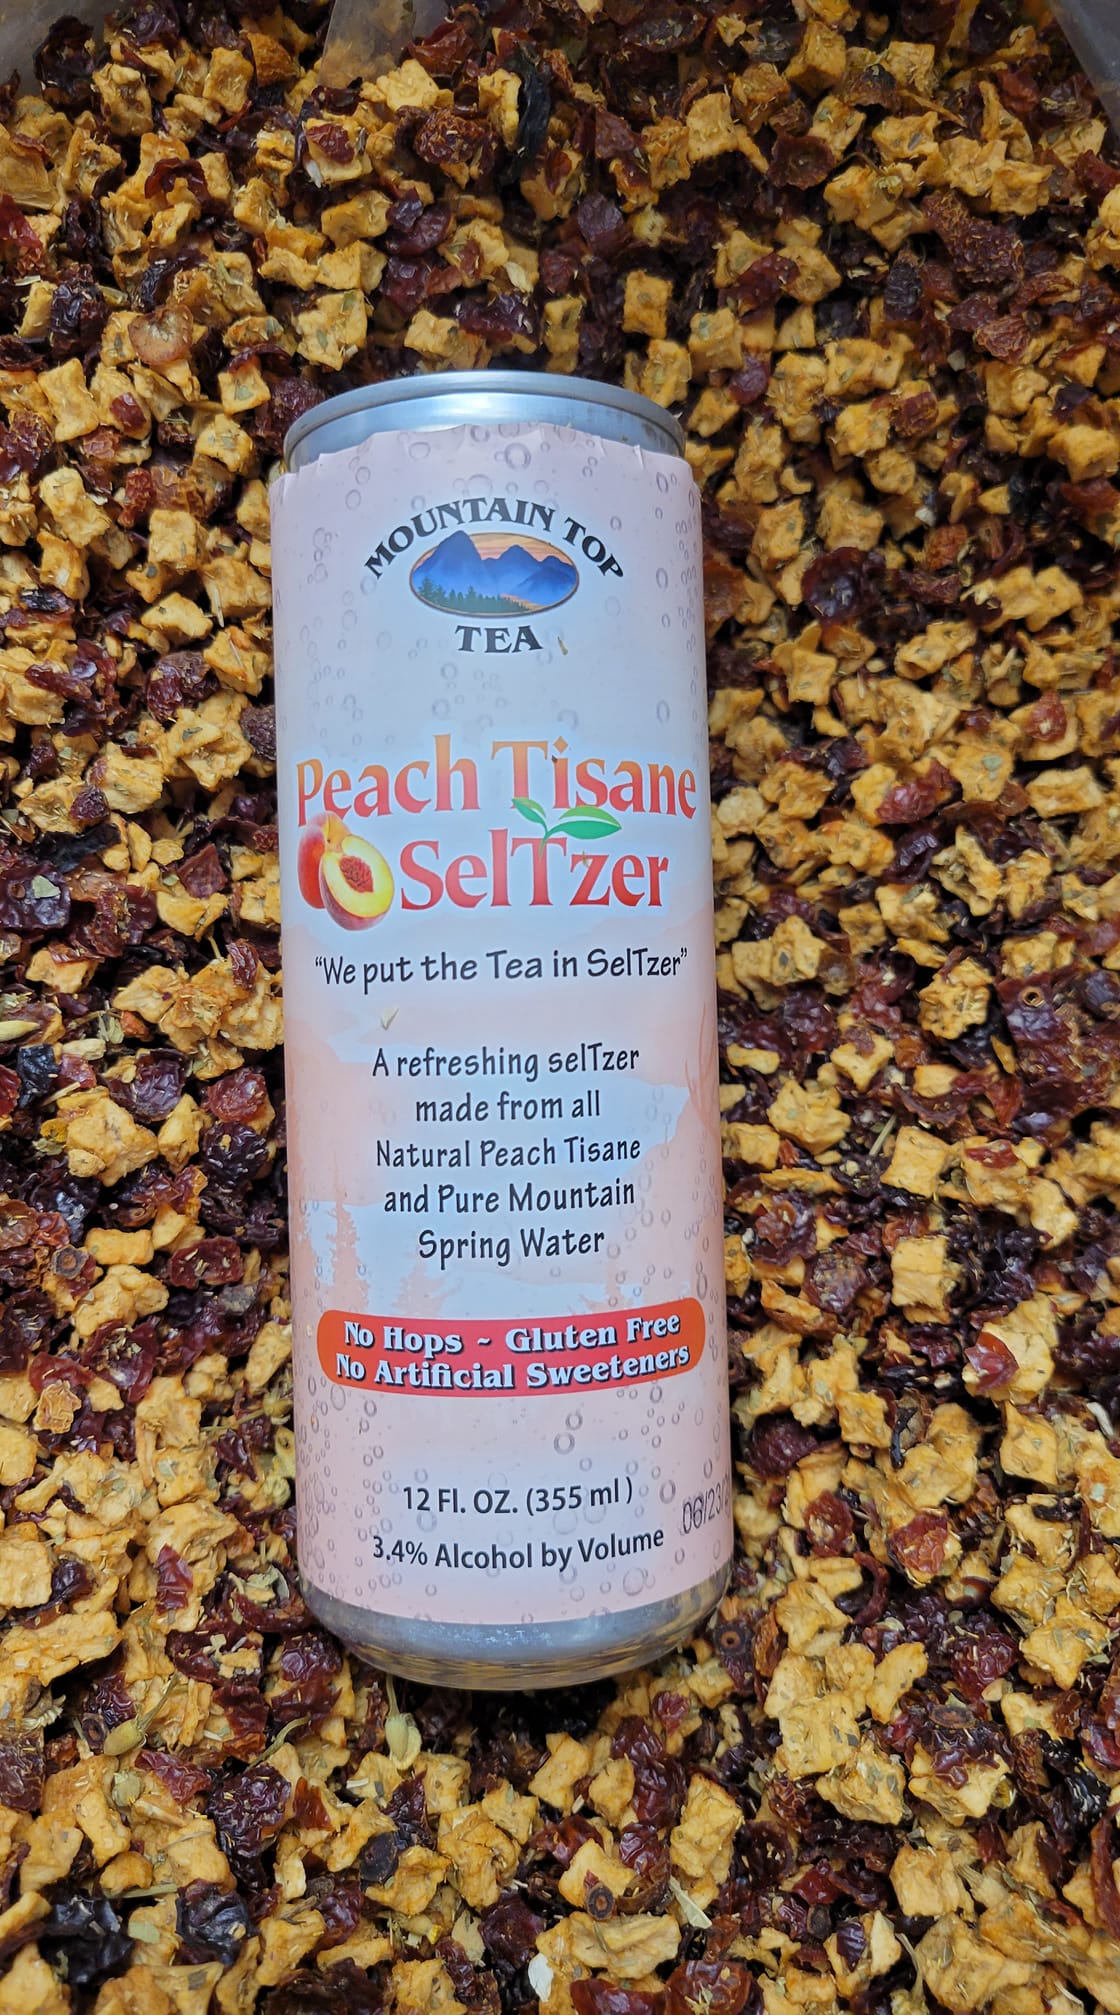 MOUNTAIN TOP
TEA
Peach Tisane
SelTzer
“We put the Tea in SelTzer”
A refreshing selTzer
made from all
Natural Peach Tisane
and Pure Mountain
Spring Water
No Hops ~ Gluten Free
No Artificial Sweeteners
12 Fl. OZ. (355 ml )
3.4% Alcohol by Volume